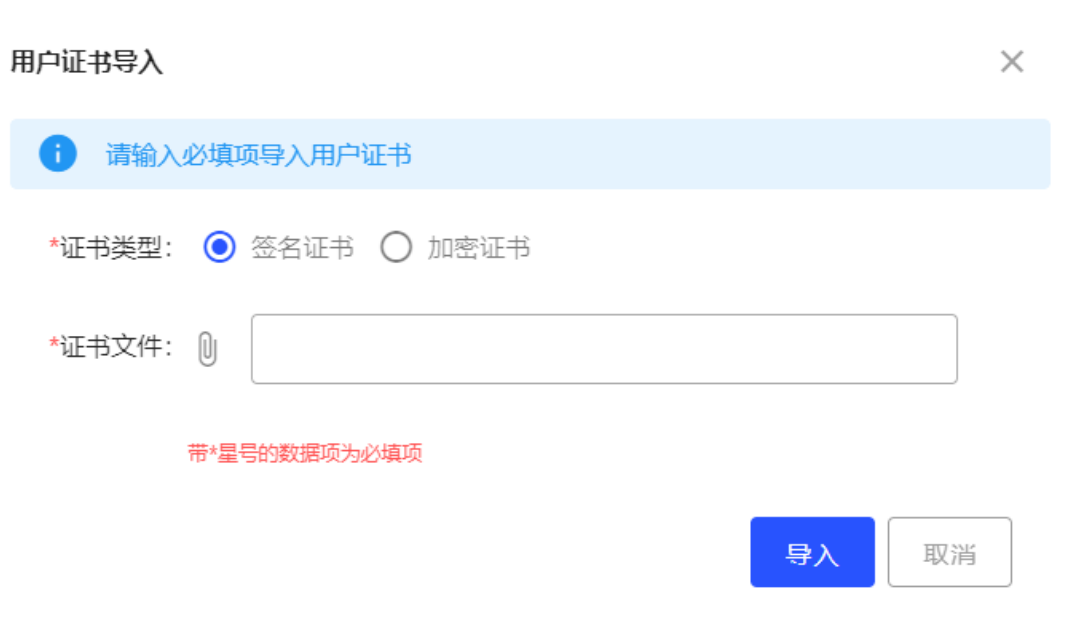 用户证书导入
请输入必填项导入用户证书
*证书类型： 签名证书 加密证书
*证书文件：
带*星号的数据项为必填项
导入 取消